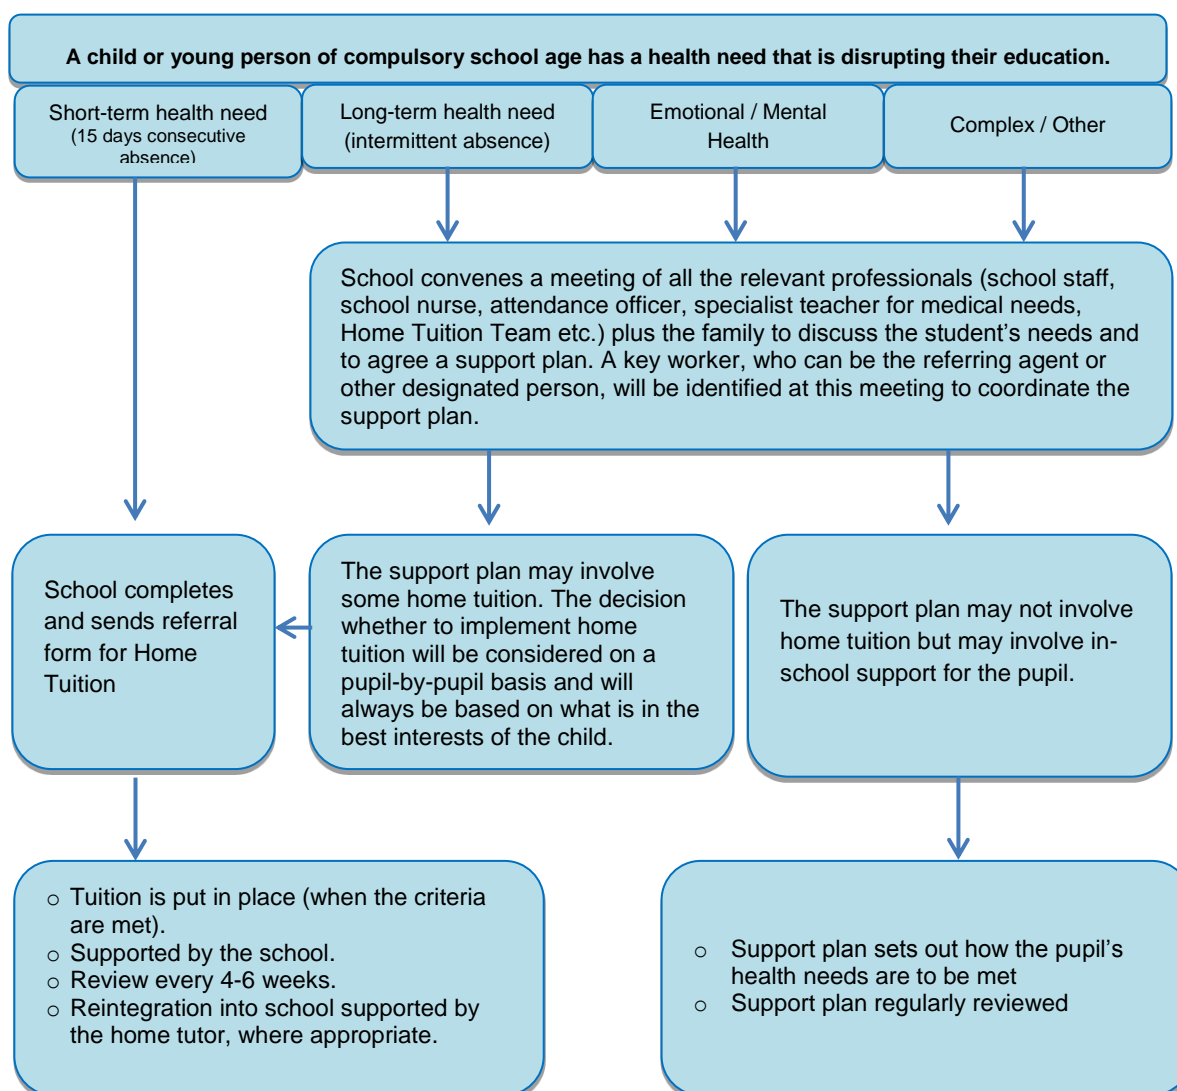 A child or young person of compulsory school age has a health need that is disrupting their education.
Short-term health need
(15 days consecutive
absence)
Long-term health need
(intermittent absence)
Emotional / Mental
Health
Complex / Other
School convenes a meeting of all the relevant professionals (school staff,
school nurse, attendance officer, specialist teacher for medical needs,
Home Tuition Team etc.) plus the family to discuss the student’s needs and
to agree a support plan. A key worker, who can be the referring agent or
other designated person, will be identified at this meeting to coordinate the
support plan.
School completes
and sends referral
form for Home
Tuition
The support plan may involve
some home tuition. The decision
whether to implement home
tuition will be considered on a
pupil-by-pupil basis and will
always be based on what is in the
best interests of the child.
The support plan may not involve
home tuition but may involve in-
school support for the pupil.
o Tuition is put in place (when the criteria
are met).
o Supported by the school.
o Review every 4-6 weeks.
o Reintegration into school supported by
the home tutor, where appropriate.
o Support plan sets out how the pupil’s
health needs are to be met
o Support plan regularly reviewed